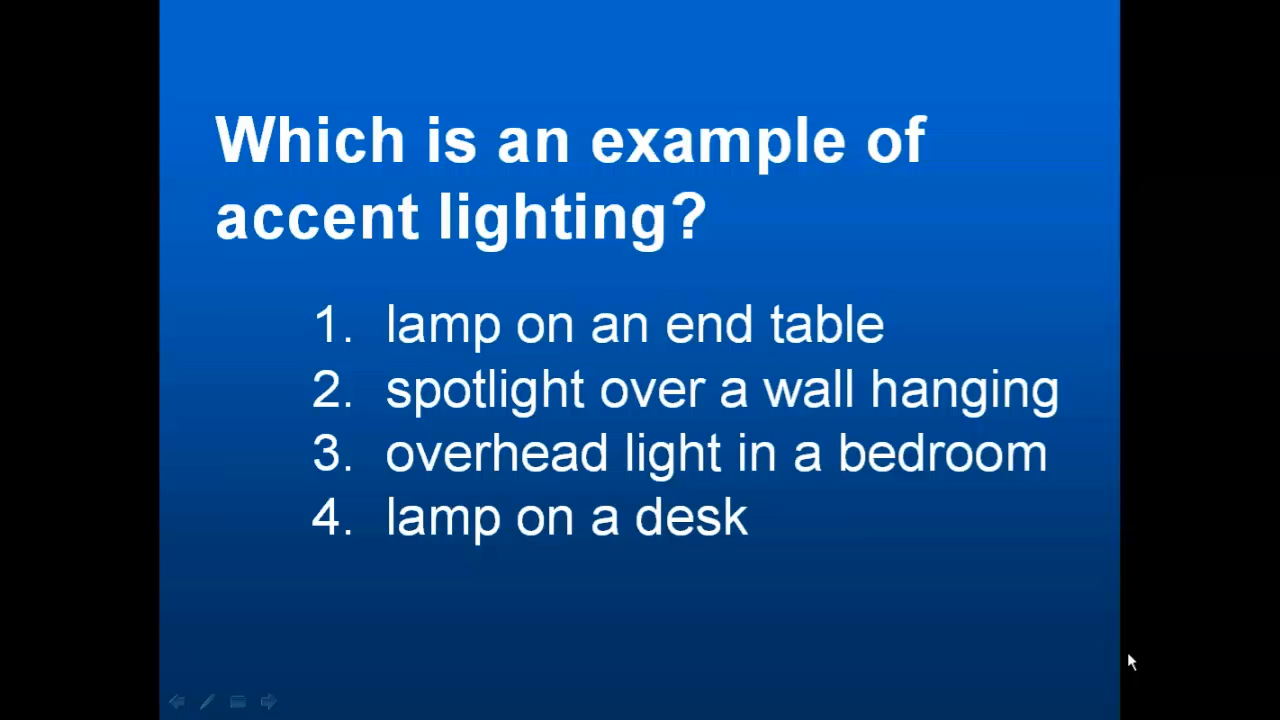 Which is an example of
accent lighting?
1. lamp on an end table
2. spotlight over a wall hanging
3. overhead light in a bedroom
4. lamp on a desk